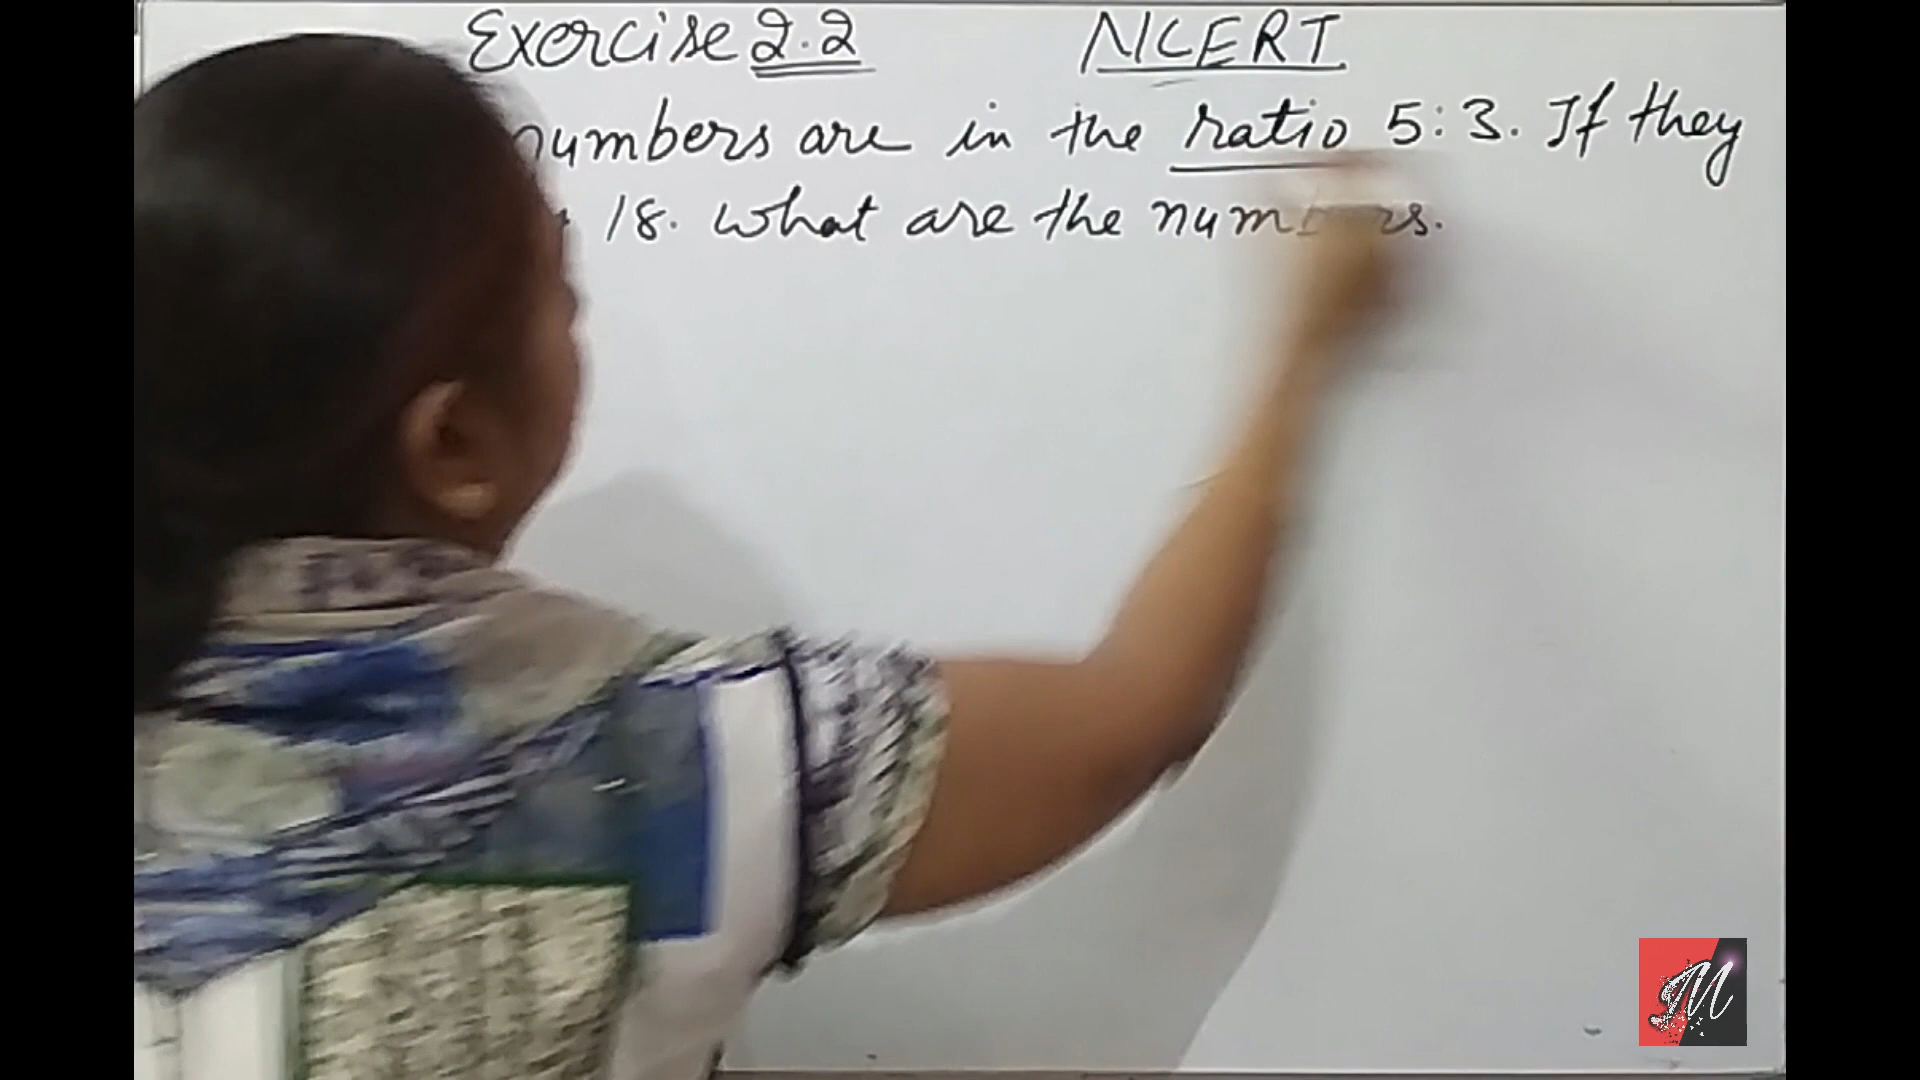 Exercise 2.2 NCERT
numbers are in the ratio 5:3. If they
18. what are the numbers.
M